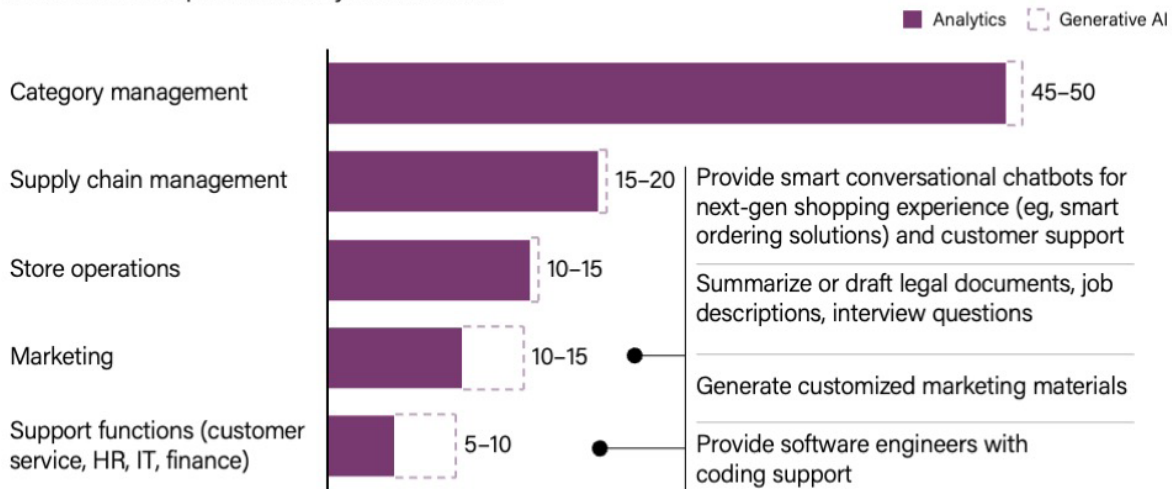 Analytics
Generative AI
Category management
45–50
Supply chain management
15–20
Store operations
10–15
Marketing
10–15
Support functions (customer
service, HR, IT, finance)
5–10
Provide smart conversational chatbots for
next-gen shopping experience (eg, smart
ordering solutions) and customer support
Summarize or draft legal documents, job
descriptions, interview questions
Generate customized marketing materials
Provide software engineers with
coding support